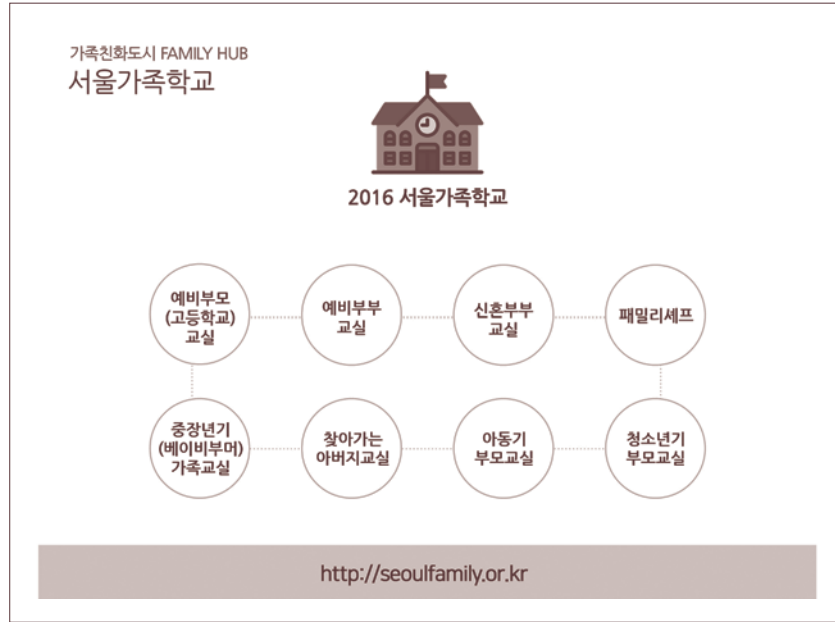 가족친화도시 FAMILY HUB
서울가족학교
2016 서울가족학교
예비부모
(고등학교)
교실
예비부부
교실
신혼부부
교실
패밀리셰프
중장년기
(베이비부머)
가족교실
찾아가는
아버지교실
아동기
부모교실
청소년기
부모교실
http://seoulfamily.or.kr